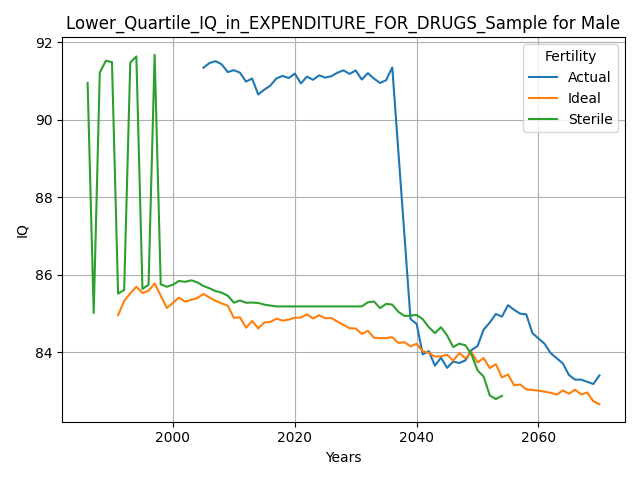 Lower_Quartile_IQ_in_EXPENDITURE_FOR_DRUGS_Sample for Male
Fertility
Actual
Ideal
Sterile
92
90
88
86
84
IQ
2000
2020
2040
2060
Years